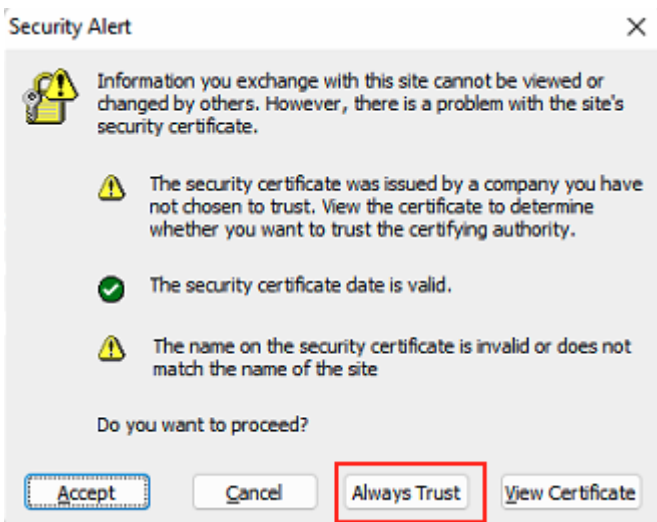 Security Alert
Information you exchange with this site cannot be viewed or
changed by others. However, there is a problem with the site's
security certificate.
The security certificate was issued by a company you have
not chosen to trust. View the certificate to determine
whether you want to trust the certifying authority.
The security certificate date is valid.
The name on the security certificate is invalid or does not
match the name of the site
Do you want to proceed?
Accept
Cancel
Always Trust
View Certificate